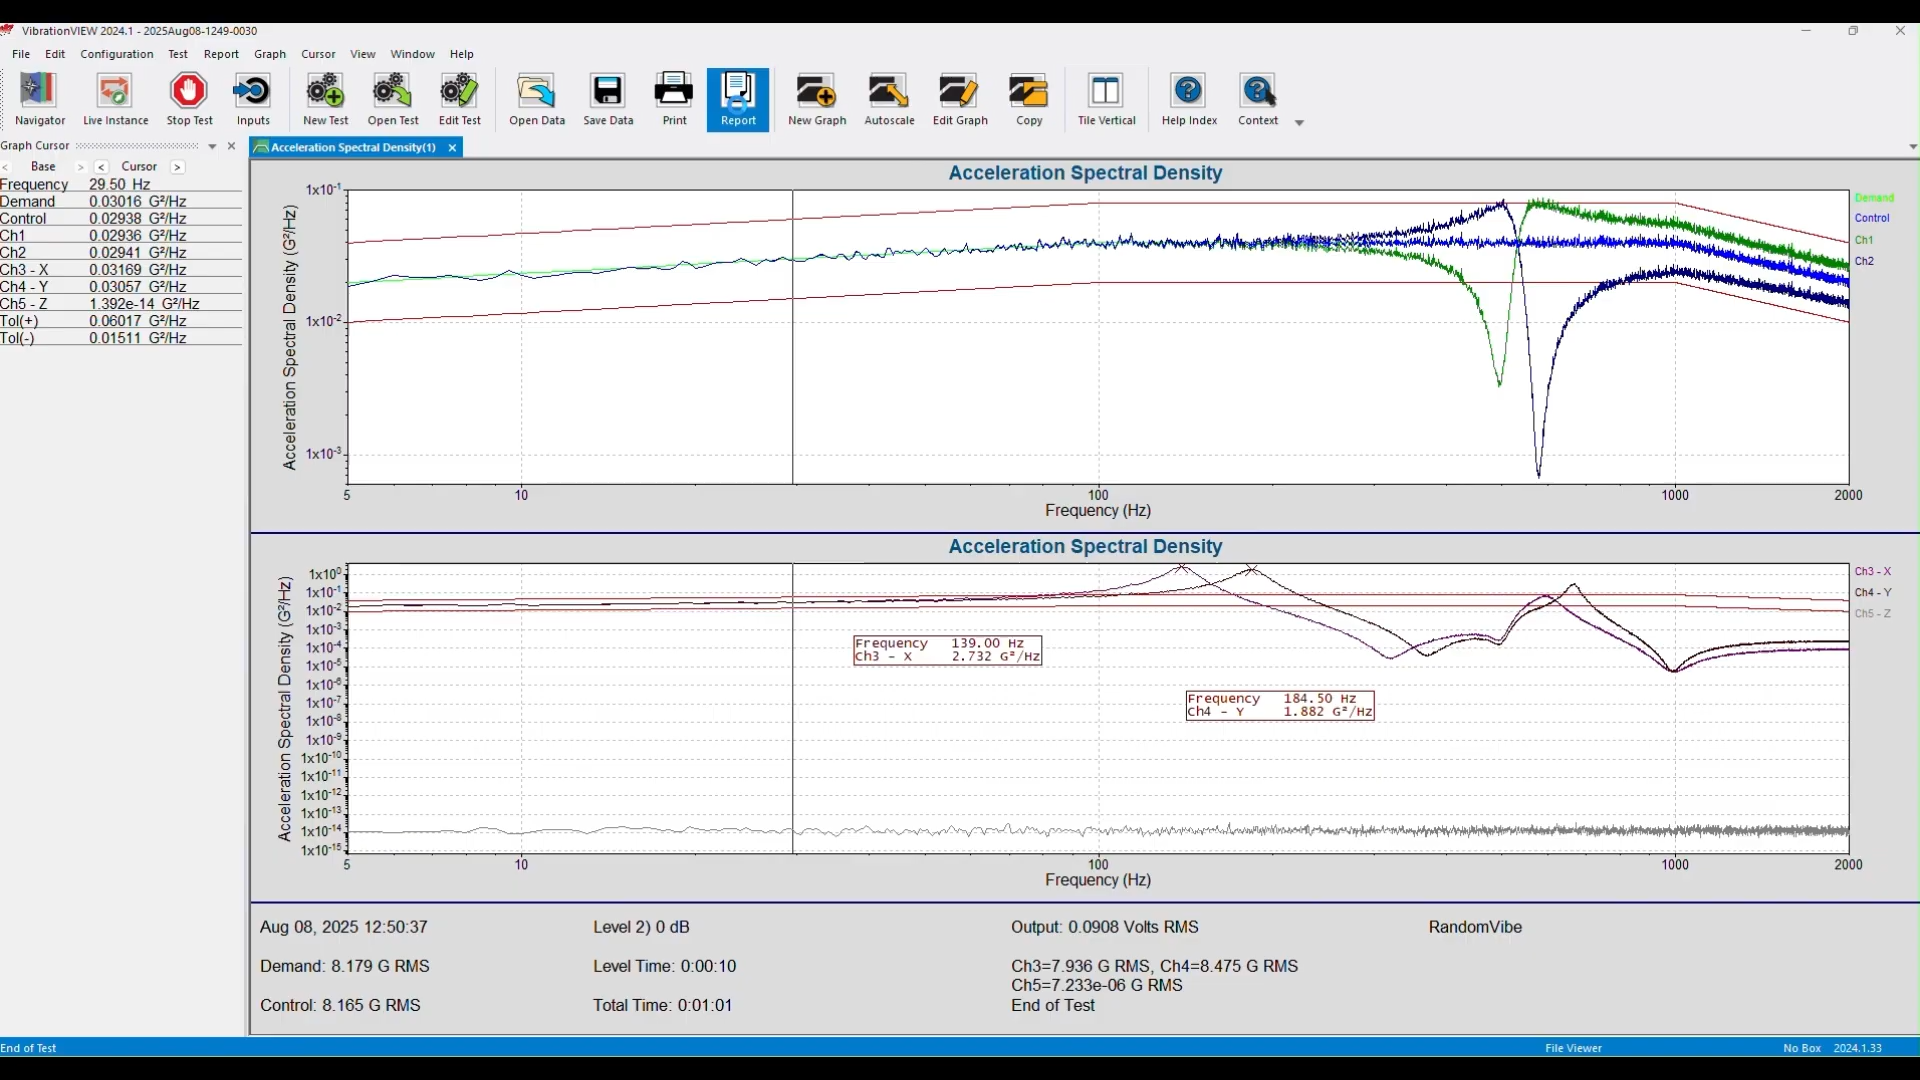 VibrationVIEW 2024.1 - 2025Aug08-1249-0030
File Edit Configuration Test Report Graph Cursor View Window Help
Navigator Live Instance Stop Test Inputs New Test Open Test Edit Test Open Data Save Data Print Report New Graph Autoscale Edit Graph Copy Tile Vertical Help Index Context
Graph Cursor
< Base > < Cursor >
Frequency 29.50 Hz
Demand 0.03016 G²/Hz
Control 0.02938 G²/Hz
Ch1 0.02936 G²/Hz
Ch2 0.02941 G²/Hz
Ch3 - X 0.03169 G²/Hz
Ch4 - Y 0.03057 G²/Hz
Ch5 - Z 1.392e-14 G²/Hz
Tol(+) 0.06017 G²/Hz
Tol(-) 0.01511 G²/Hz
Acceleration Spectral Density(1)
Acceleration Spectral Density
Acceleration Spectral Density (G²/Hz)
1x10⁻¹
1x10⁻²
1x10⁻³
5 10 100 1000 2000
Frequency (Hz)
Demand
Control
Ch1
Ch2
Acceleration Spectral Density
Acceleration Spectral Density (G²/Hz)
1x10⁰
1x10⁻¹
1x10⁻²
1x10⁻³
1x10⁻⁴
1x10⁻⁵
1x10⁻⁶
1x10⁻⁷
1x10⁻⁸
1x10⁻⁹
1x10⁻¹⁰
1x10⁻¹¹
1x10⁻¹²
1x10⁻¹³
1x10⁻¹⁴
1x10⁻¹⁵
Frequency 139.00 Hz
Ch3 - X 2.732 G²/Hz
Frequency 184.50 Hz
Ch4 - Y 1.882 G²/Hz
5 10 100 1000 2000
Frequency (Hz)
Ch3 - X
Ch4 - Y
Ch5 - Z
Aug 08, 2025 12:50:37 Level 2) 0 dB Output: 0.0908 Volts RMS RandomVibe
Demand: 8.179 G RMS Level Time: 0:00:10 Ch3=7.936 G RMS, Ch4=8.475 G RMS
Ch5=7.233e-06 G RMS
Control: 8.165 G RMS Total Time: 0:01:01 End of Test
End of Test File Viewer No Box 2024.1.33